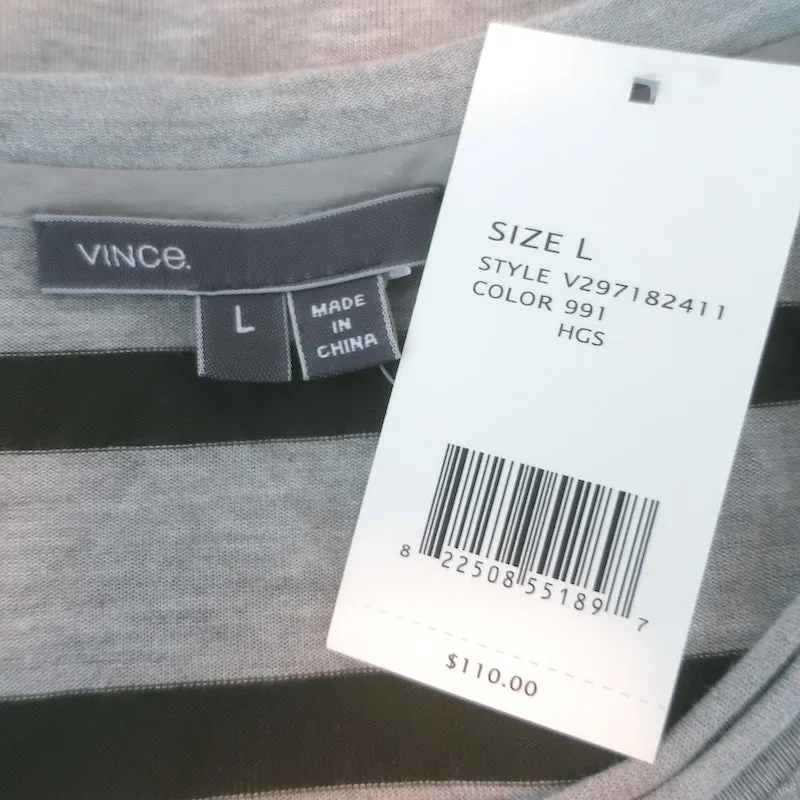 VINCE.
L
MADE
IN
CHINA
SIZE L
STYLE V297182411
COLOR 991
HGS
8 22508 55189 7
$110.00